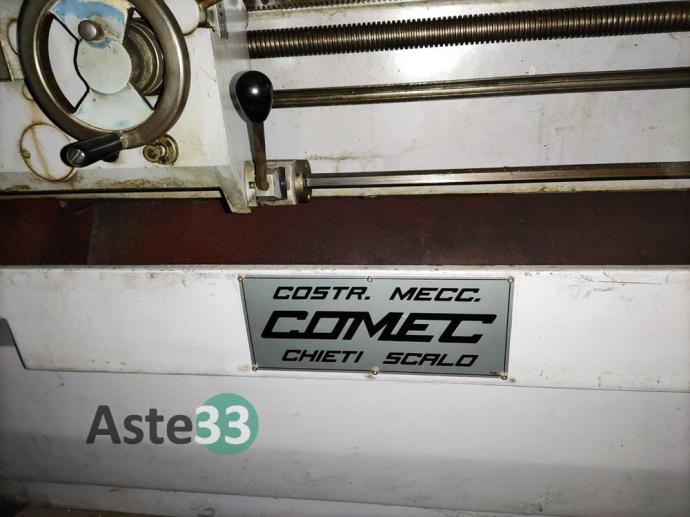 COSTR. MECC.
COMEC
CHIETI SCALO
Aste33